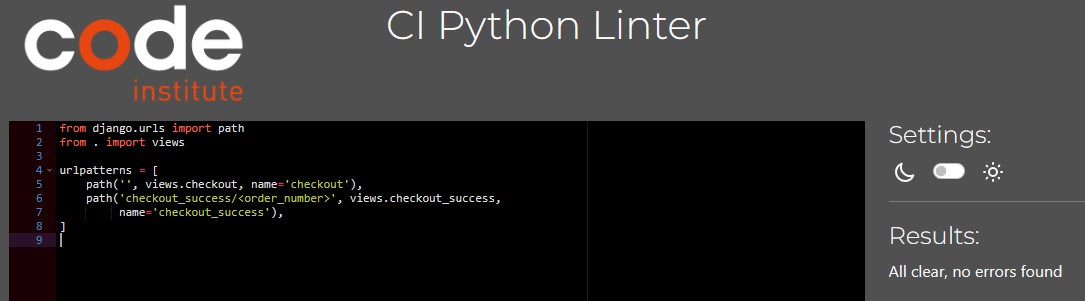 code
institute
CI Python Linter
1 from django.urls import path
2 from . import views
3
4 urlpatterns = [
5     path('', views.checkout, name='checkout'),
6     path('checkout_success/<order_number>', views.checkout_success,
7          name='checkout_success'),
8 ]
9
Settings:
Results:
All clear, no errors found